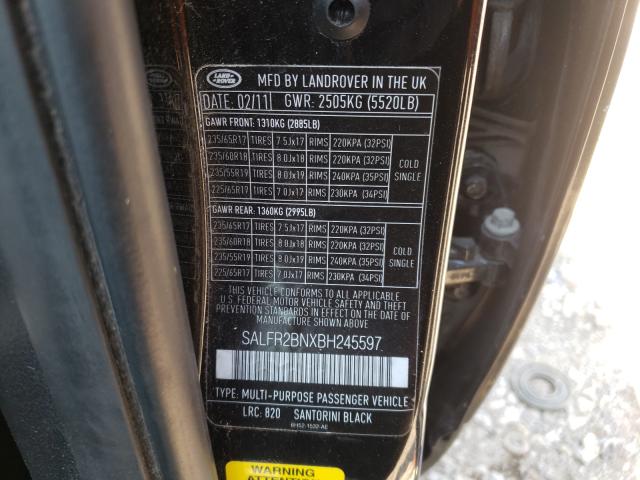 LAND ROVER
MFD BY LANDROVER IN THE UK
DATE: 02/11 GWR: 2505KG (5520LB)
GAWR FRONT: 1310KG (2885LB)
235/65R17 TIRES 7.5Jx17 RIMS 220KPA (32PSI)
235/60R18 TIRES 8.0Jx18 RIMS 220KPA (32PSI)
235/55R19 TIRES 8.0Jx19 RIMS 240KPA (35PSI)
225/65R17 TIRES 7.0Jx17 RIMS 230KPA (34PSI)
COLD SINGLE
GAWR REAR: 1360KG (2995LB)
235/65R17 TIRES 7.5Jx17 RIMS 220KPA (32PSI)
235/60R18 TIRES 8.0Jx18 RIMS 220KPA (32PSI)
235/55R19 TIRES 8.0Jx19 RIMS 240KPA (35PSI)
225/65R17 TIRES 7.0Jx17 RIMS 230KPA (34PSI)
COLD SINGLE
THIS VEHICLE CONFORMS TO ALL APPLICABLE
U.S. FEDERAL MOTOR VEHICLE SAFETY AND THEFT
PREVENTION STANDARDS IN EFFECT ON THE DATE
OF MANUFACTURE SHOWN ABOVE
SALFR2BNXBH245597
TYPE: MULTI-PURPOSE PASSENGER VEHICLE
LRC: 820 SANTORINI BLACK
BH52-1532-AE
WARNING